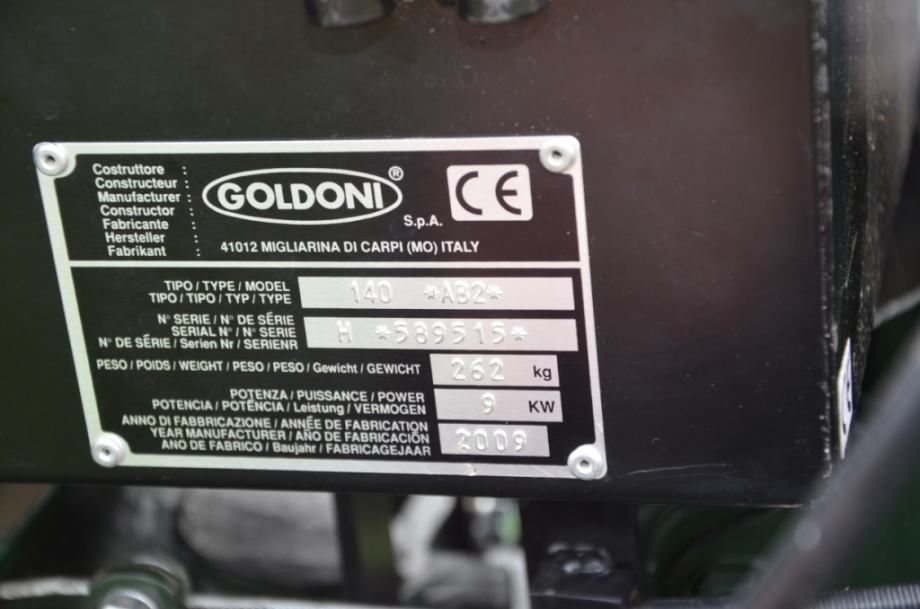 Costruttore :
Constructeur :
Manufacturer :
Constructor :
Fabricante :
Hersteller :
Fabrikant :
GOLDONI® S.p.A. CE
41012 MIGLIARINA DI CARPI (MO) ITALY
TIPO / TYPE / MODEL
TIPO / TIPO / TYP / TYPE
140 *AB2*
N° SERIE / N° DE SÉRIE
SERIAL N° / N° SERIE
N° DE SÉRIE / Serien Nr / SERIENR
H *589515*
PESO / POIDS / WEIGHT / PESO / PESO / Gewicht / GEWICHT 262 kg
POTENZA / PUISSANCE / POWER
POTENCIA / POTÊNCIA / Leistung / VERMOGEN
9 KW
ANNO DI FABBRICAZIONE / ANNÉE DE FABRICATION
YEAR MANUFACTURER / AÑO DE FABRICACIÓN
ANO DE FABRICO / Baujahr / FABRICAGEJAAR
2009